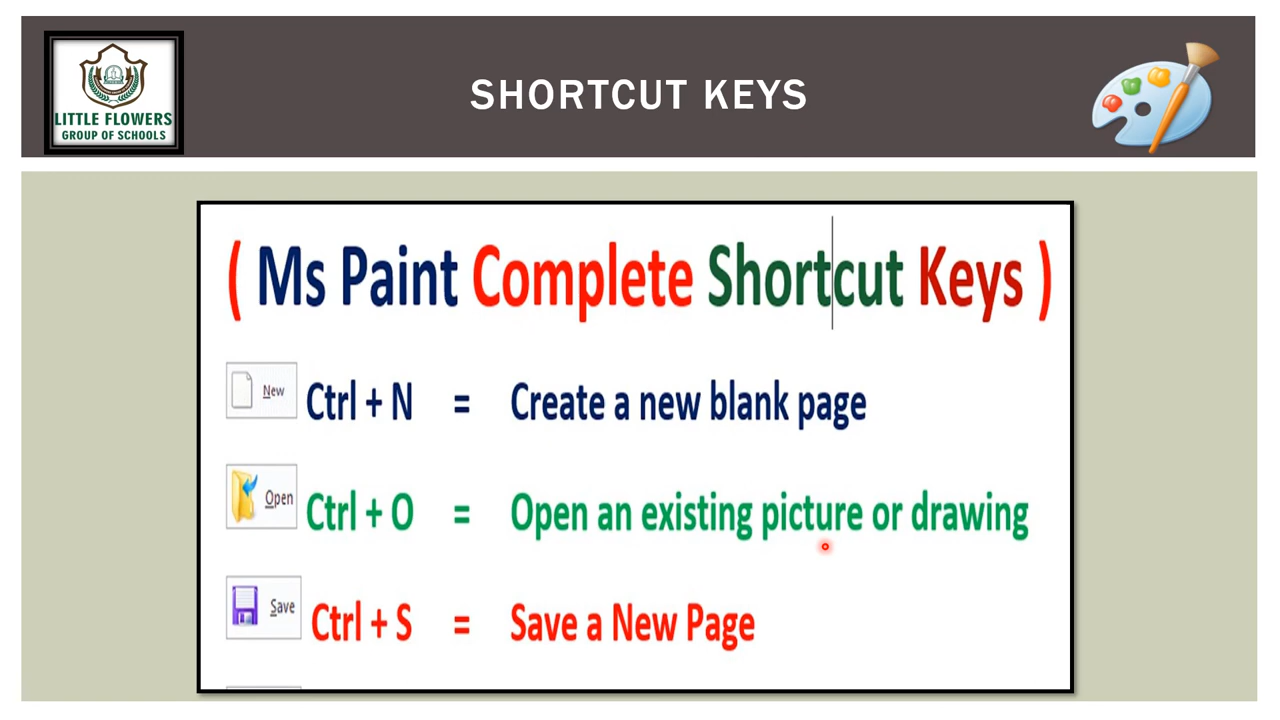 LITTLE FLOWERS
GROUP OF SCHOOLS
SHORTCUT KEYS
( Ms Paint Complete Shortcut Keys )
New Ctrl + N = Create a new blank page
Open Ctrl + O = Open an existing picture or drawing
Save Ctrl + S = Save a New Page